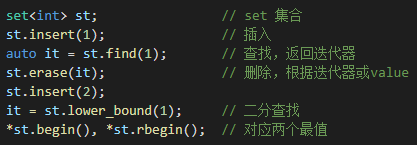 set<int> st;               // set 集合
st.insert(1);              // 插入
auto it = st.find(1);      // 查找，返回迭代器
st.erase(it);              // 删除，根据迭代器或value
st.insert(2);
it = st.lower_bound(1);    // 二分查找
*st.begin(), *st.rbegin(); // 对应两个最值